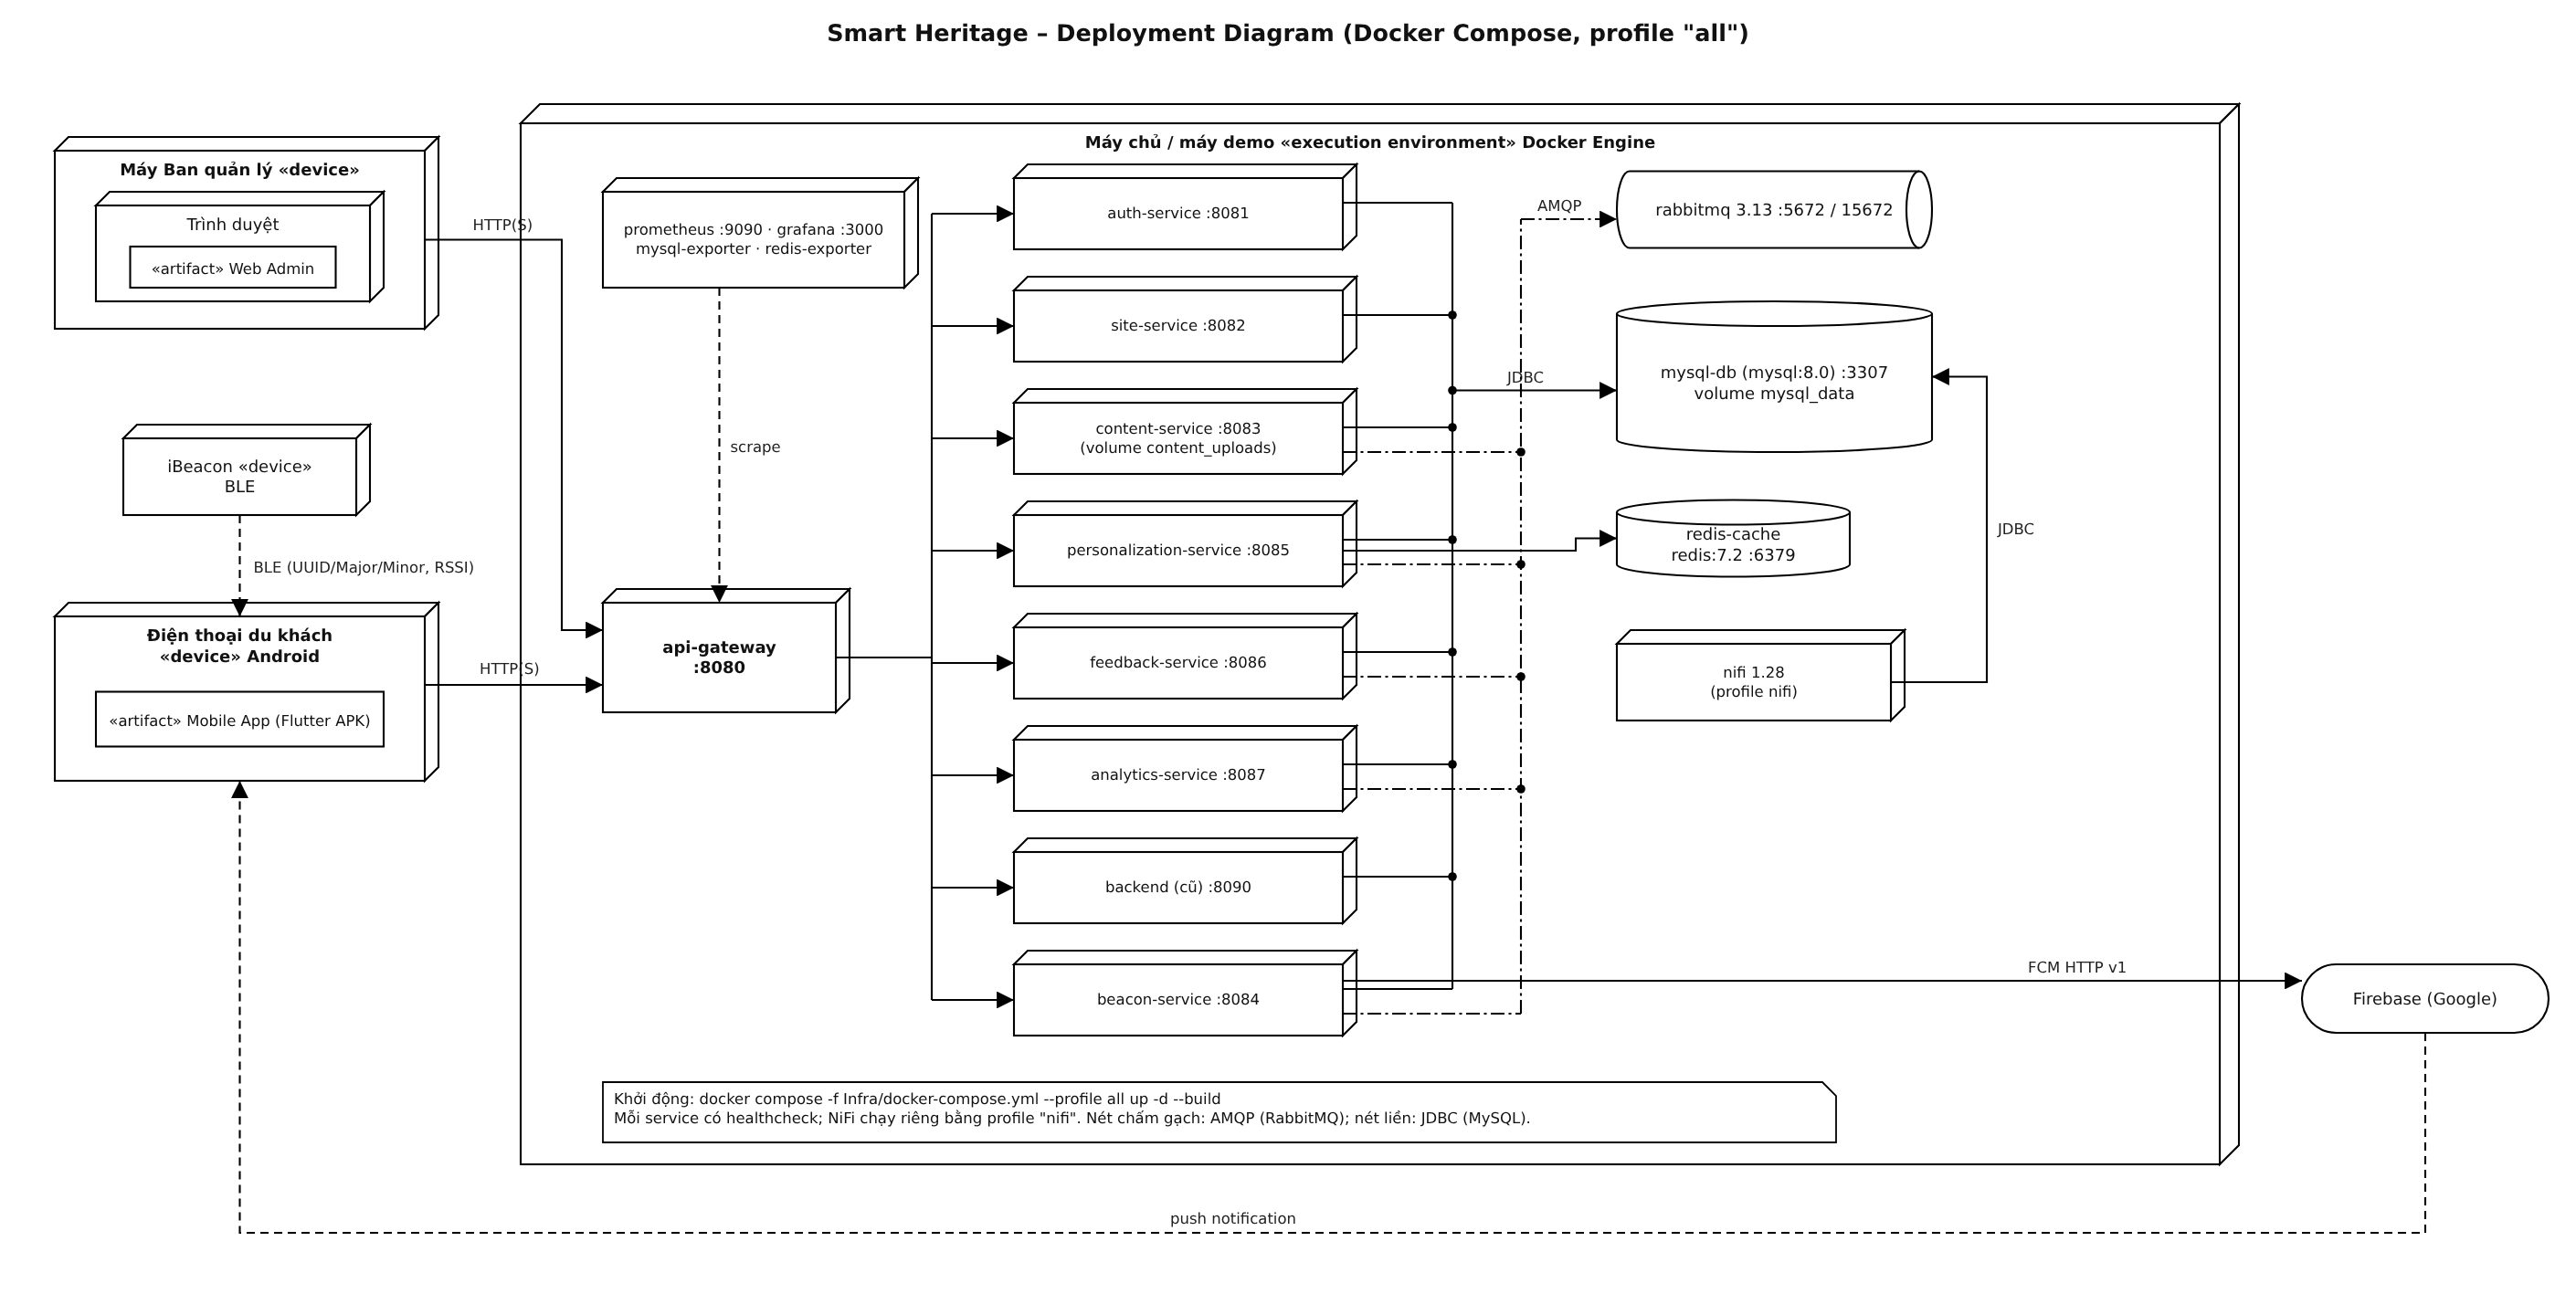 Smart Heritage – Deployment Diagram (Docker Compose, profile "all")
Máy chủ / máy demo «execution environment» Docker Engine
Máy Ban quản lý «device»
Trình duyệt
«artifact» Web Admin
HTTP(S)
iBeacon «device»
BLE
BLE (UUID/Major/Minor, RSSI)
Điện thoại du khách
«device» Android
«artifact» Mobile App (Flutter APK)
HTTP(S)
prometheus :9090 · grafana :3000
mysql-exporter · redis-exporter
scrape
api-gateway
:8080
auth-service :8081
site-service :8082
content-service :8083
(volume content_uploads)
personalization-service :8085
feedback-service :8086
analytics-service :8087
backend (cũ) :8090
beacon-service :8084
AMQP
rabbitmq 3.13 :5672 / 15672
JDBC
mysql-db (mysql:8.0) :3307
volume mysql_data
redis-cache
redis:7.2 :6379
JDBC
nifi 1.28
(profile nifi)
FCM HTTP v1
Firebase (Google)
Khởi động: docker compose -f Infra/docker-compose.yml --profile all up -d --build
Mỗi service có healthcheck; NiFi chạy riêng bằng profile "nifi". Nét chấm gạch: AMQP (RabbitMQ); nét liền: JDBC (MySQL).
push notification